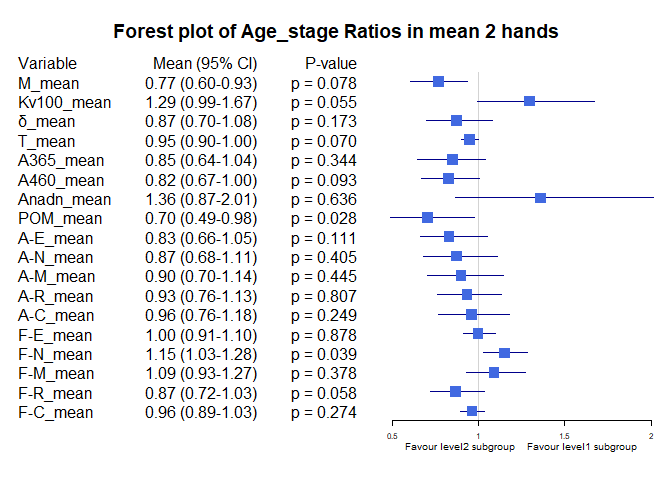 Forest plot of Age_stage Ratios in mean 2 hands
Variable Mean (95% CI) P-value
M_mean 0.77 (0.60-0.93) p = 0.078
Kv100_mean 1.29 (0.99-1.67) p = 0.055
δ_mean 0.87 (0.70-1.08) p = 0.173
T_mean 0.95 (0.90-1.00) p = 0.070
A365_mean 0.85 (0.64-1.04) p = 0.344
A460_mean 0.82 (0.67-1.00) p = 0.093
Anadn_mean 1.36 (0.87-2.01) p = 0.636
POM_mean 0.70 (0.49-0.98) p = 0.028
A-E_mean 0.83 (0.66-1.05) p = 0.111
A-N_mean 0.87 (0.68-1.11) p = 0.405
A-M_mean 0.90 (0.70-1.14) p = 0.445
A-R_mean 0.93 (0.76-1.13) p = 0.807
A-C_mean 0.96 (0.76-1.18) p = 0.249
F-E_mean 1.00 (0.91-1.10) p = 0.878
F-N_mean 1.15 (1.03-1.28) p = 0.039
F-M_mean 1.09 (0.93-1.27) p = 0.378
F-R_mean 0.87 (0.72-1.03) p = 0.058
F-C_mean 0.96 (0.89-1.03) p = 0.274
0.5 1 1.5 2
Favour level2 subgroup Favour level1 subgroup